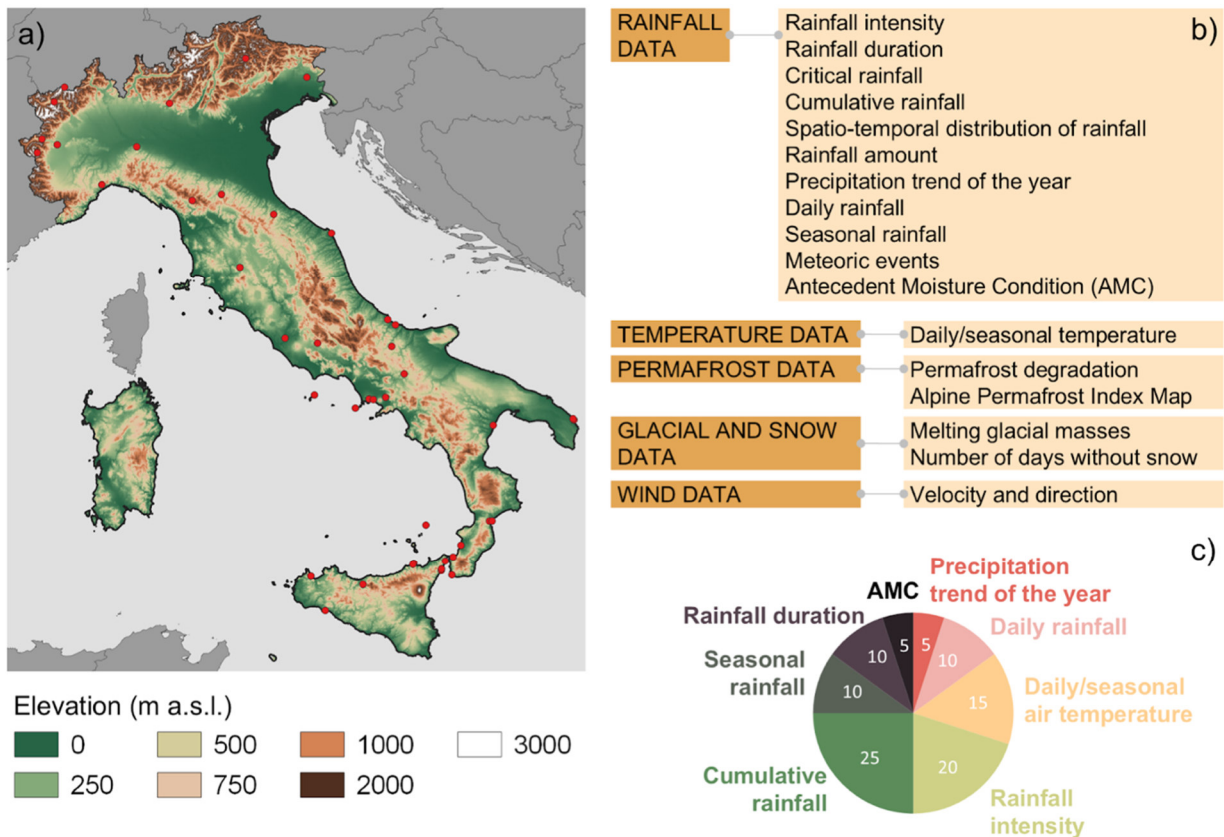 a)
Elevation (m a.s.l.)
0
500
1000
3000
250
750
2000
b)
RAINFALL
DATA
Rainfall intensity
Rainfall duration
Critical rainfall
Cumulative rainfall
Spatio-temporal distribution of rainfall
Rainfall amount
Precipitation trend of the year
Daily rainfall
Seasonal rainfall
Meteoric events
Antecedent Moisture Condition (AMC)
TEMPERATURE DATA
Daily/seasonal temperature
PERMAFROST DATA
Permafrost degradation
Alpine Permafrost Index Map
GLACIAL AND SNOW
DATA
Melting glacial masses
Number of days without snow
WIND DATA
Velocity and direction
c)
AMC
Precipitation
trend of the year
Rainfall duration
Daily rainfall
Seasonal
rainfall
Daily/seasonal
air temperature
Cumulative
rainfall
Rainfall
intensity
5
5
10
10
10
15
25
20